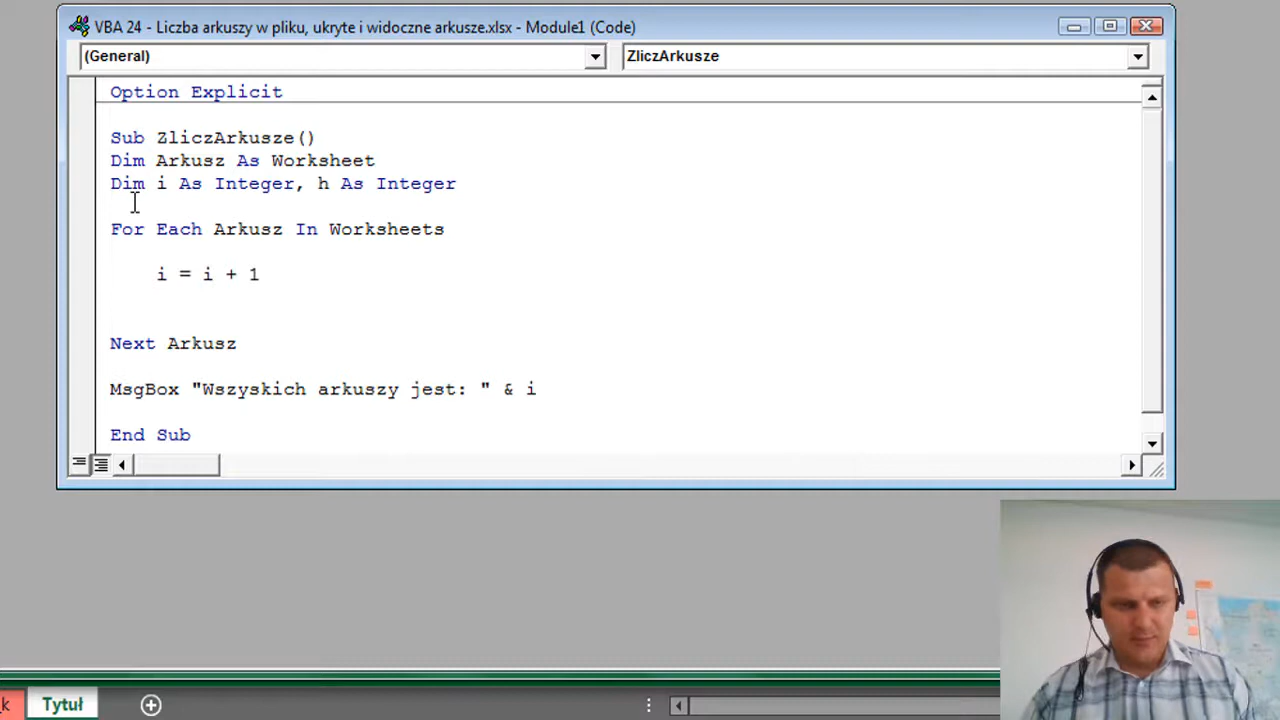 VBA 24 - Liczba arkuszy w pliku, ukryte i widoczne arkusze.xlsx - Module1 (Code)
(General) ZliczArkusze
Option Explicit
Sub ZliczArkusze()
Dim Arkusz As Worksheet
Dim i As Integer, h As Integer
For Each Arkusz In Worksheets
i = i + 1
Next Arkusz
MsgBox "Wszyskich arkuszy jest: " & i
End Sub
k Tytuł